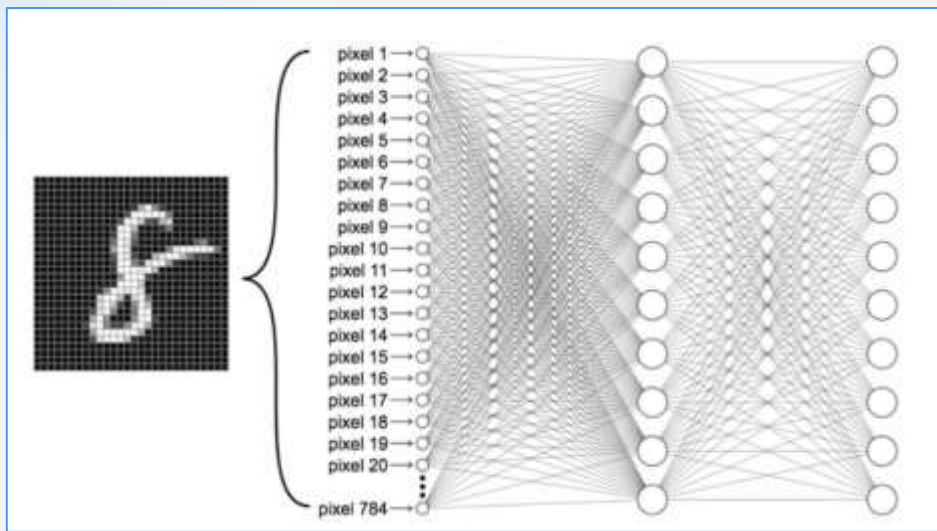 pixel 1
pixel 2
pixel 3
pixel 4
pixel 5
pixel 6
pixel 7
pixel 8
pixel 9
pixel 10
pixel 11
pixel 12
pixel 13
pixel 14
pixel 15
pixel 16
pixel 17
pixel 18
pixel 19
pixel 20
pixel 784